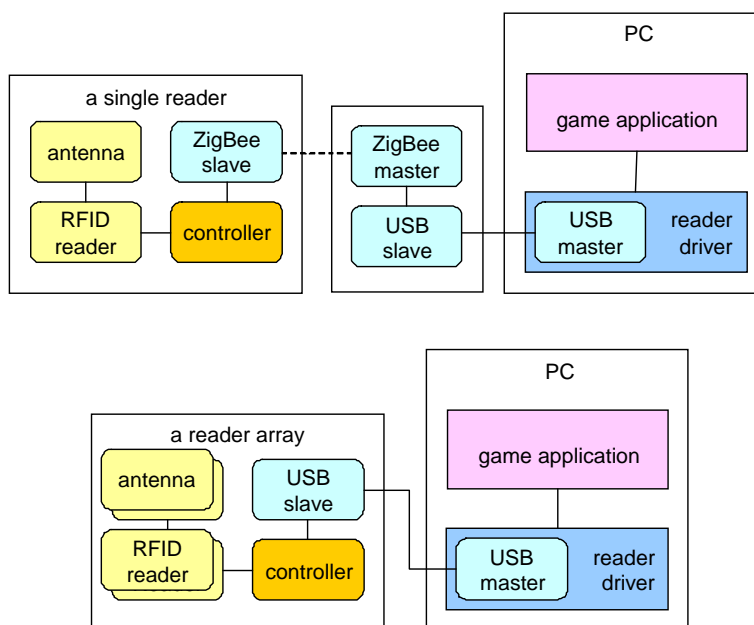 PC
a single reader
game application
antenna
ZigBee
slave
ZigBee
master
RFID
reader
controller
USB
slave
USB
master
reader
driver
PC
a reader array
game application
antenna
USB
slave
RFID
reader
controller
USB
master
reader
driver